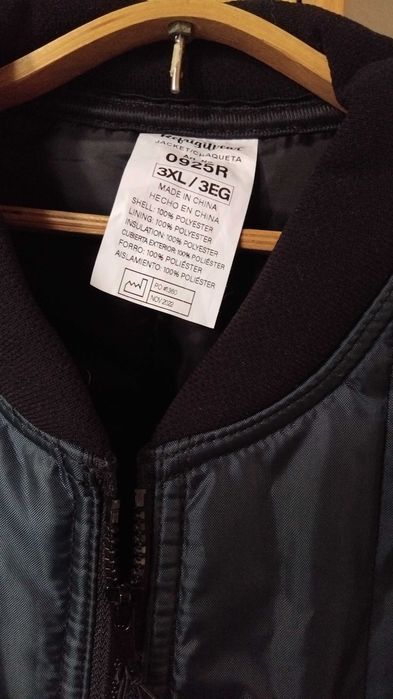 RefrigiWear
JACKET/CHAQUETA
0925R
3XL/3EG
MADE IN CHINA
HECHO EN CHINA
SHELL: 100% POLYESTER
LINING: 100% POLYESTER
INSULATION: 100% POLYESTER
CUBIERTA EXTERIOR: 100% POLIÉSTER
FORRO: 100% POLIÉSTER
AISLAMIENTO: 100% POLIÉSTER
NOV 2022